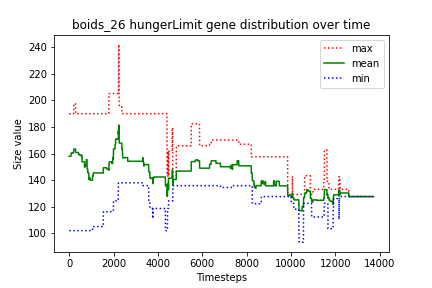 boids_26 hungerLimit gene distribution over time
max
mean
min
Size value
240
220
200
180
160
140
120
100
0
2000
4000
6000
8000
10000
12000
14000
Timesteps